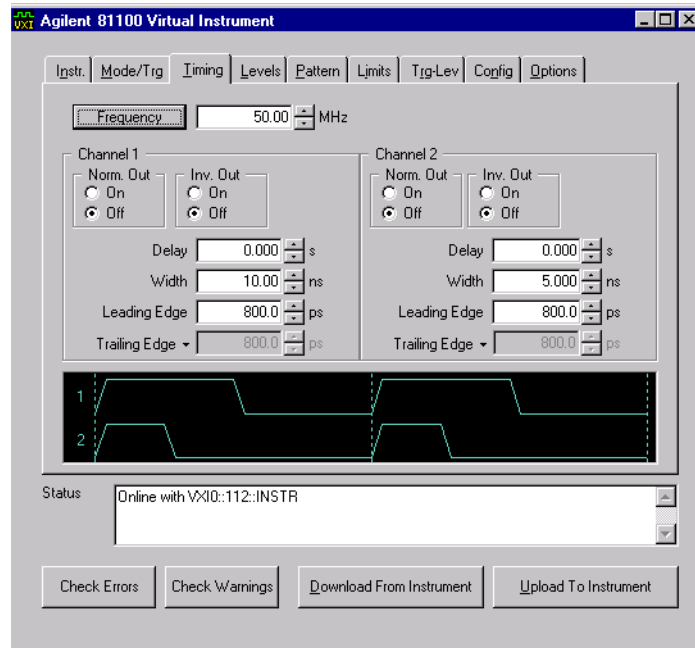 VXI Agilent 81100 Virtual Instrument
Instr. Mode/Trg Timing Levels Pattern Limits Trg-Lev Config Options
Frequency 50.00 MHz
Channel 1 Channel 2
Norm. Out Inv. Out Norm. Out Inv. Out
On On On On
Off Off Off Off
Delay 0.000 s Delay 0.000 s
Width 10.00 ns Width 5.000 ns
Leading Edge 800.0 ps Leading Edge 800.0 ps
Trailing Edge 800.0 ps Trailing Edge 800.0 ps
1
2
Status Online with VXI0::112::INSTR
Check Errors Check Warnings Download From Instrument Upload To Instrument